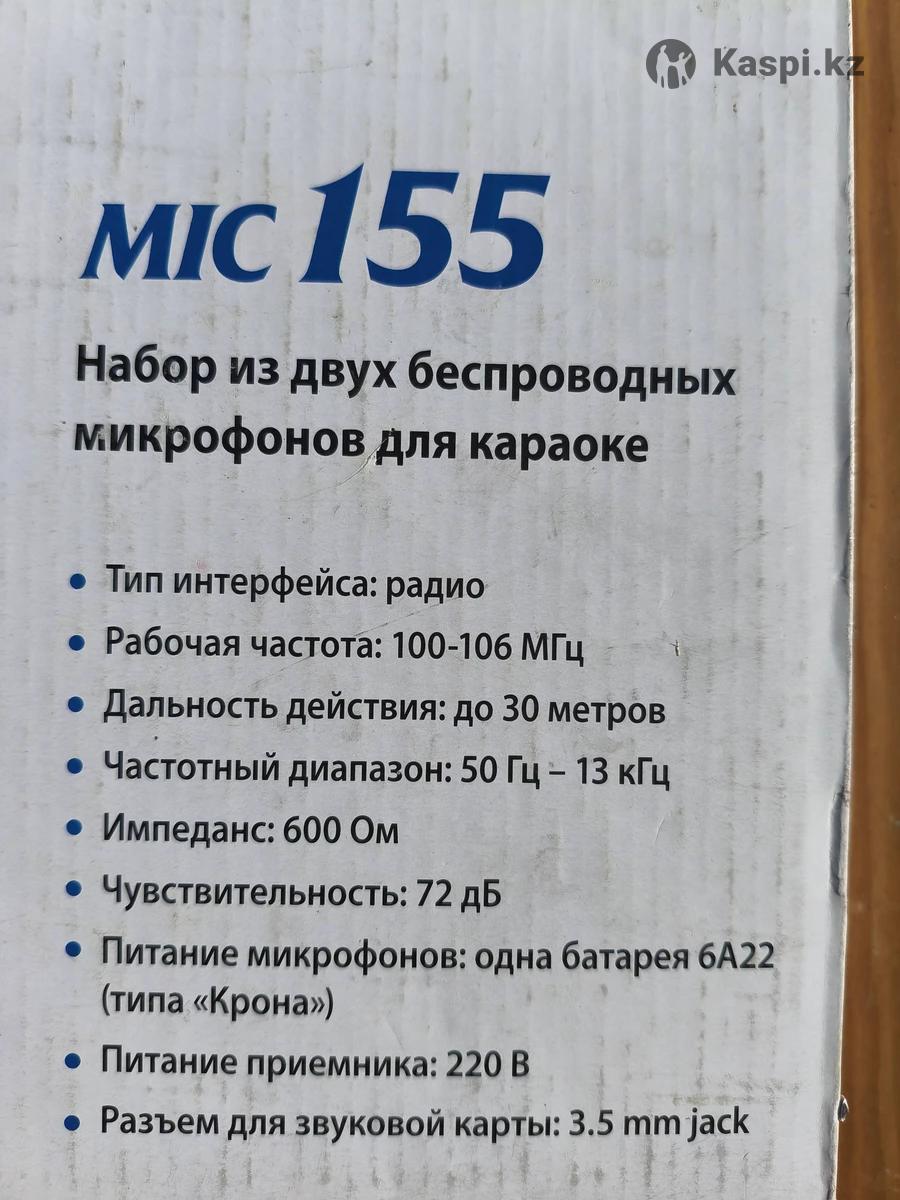 Kaspi.kz
MIC 155
Набор из двух беспроводных
микрофонов для караоке
• Тип интерфейса: радио
• Рабочая частота: 100-106 МГц
• Дальность действия: до 30 метров
• Частотный диапазон: 50 Гц – 13 кГц
• Импеданс: 600 Ом
• Чувствительность: 72 дБ
• Питание микрофонов: одна батарея 6А22
(типа «Крона»)
• Питание приемника: 220 В
• Разъем для звуковой карты: 3.5 mm jack